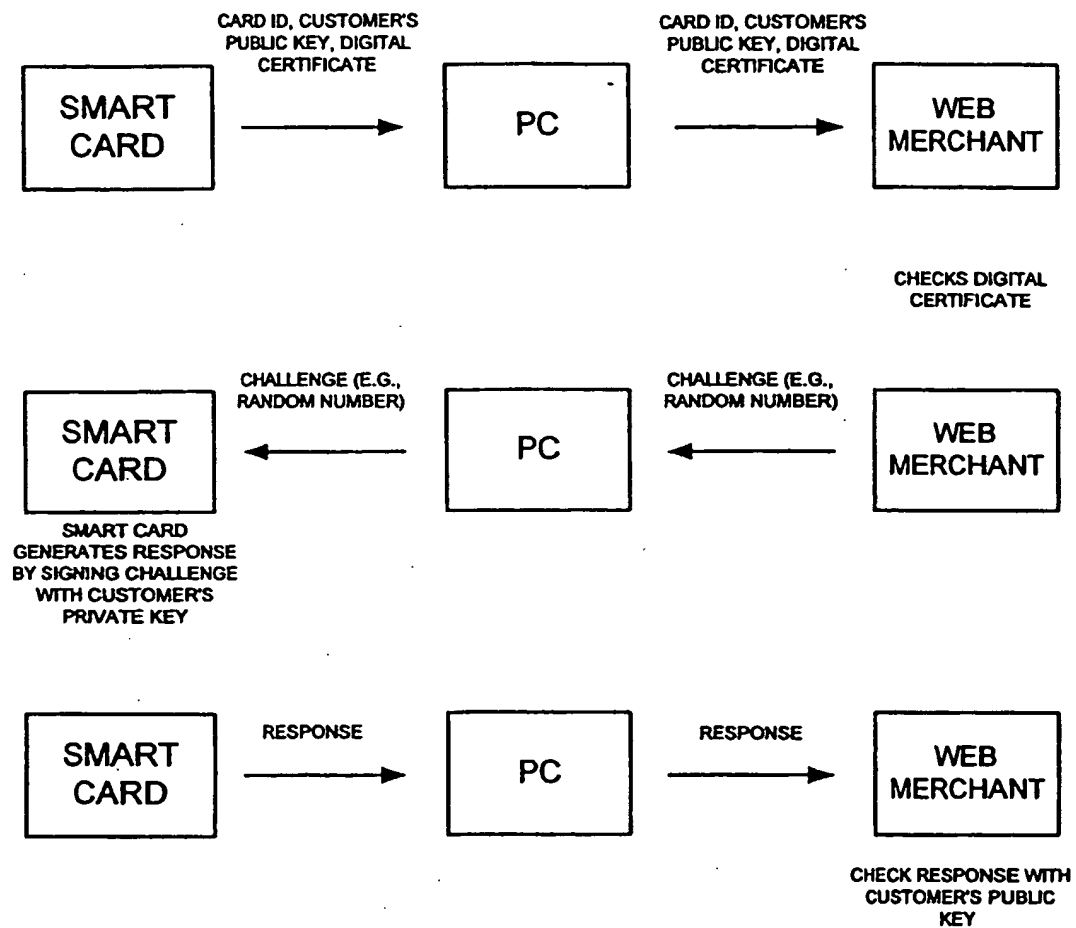 CARD ID, CUSTOMER'S
PUBLIC KEY, DIGITAL
CERTIFICATE
CARD ID, CUSTOMER'S
PUBLIC KEY, DIGITAL
CERTIFICATE
SMART
CARD
PC
WEB
MERCHANT
CHECKS DIGITAL
CERTIFICATE
CHALLENGE (E.G.,
RANDOM NUMBER)
CHALLENGE (E.G.,
RANDOM NUMBER)
SMART
CARD
PC
WEB
MERCHANT
SMART CARD
GENERATES RESPONSE
BY SIGNING CHALLENGE
WITH CUSTOMER'S
PRIVATE KEY
RESPONSE
RESPONSE
SMART
CARD
PC
WEB
MERCHANT
CHECK RESPONSE WITH
CUSTOMER'S PUBLIC
KEY